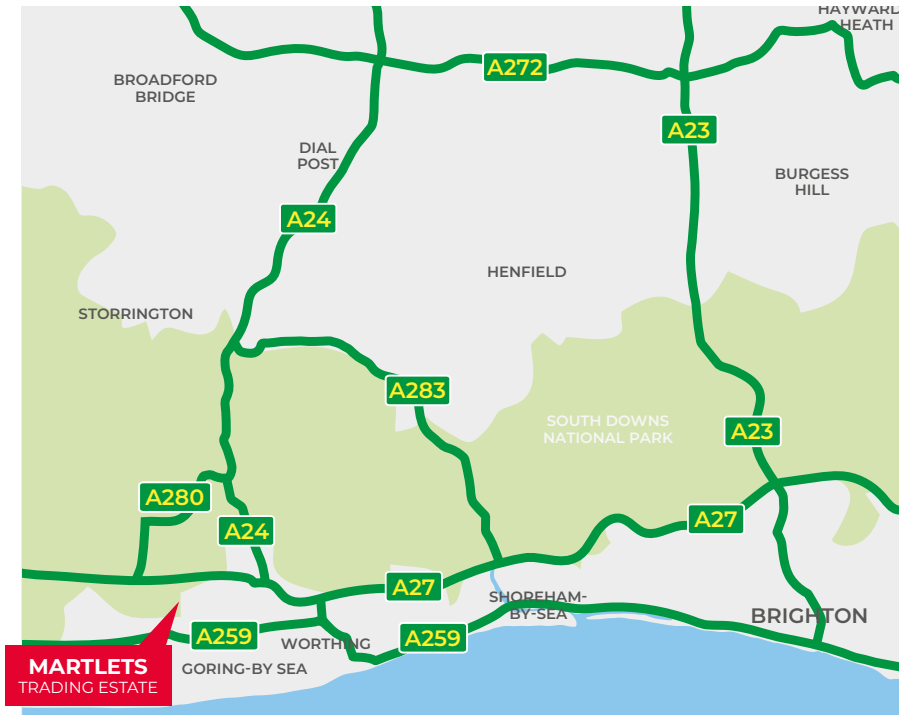 HAYWARD
HEATH
A272
BROADFORD
BRIDGE
A23
DIAL
POST
BURGESS
HILL
A24
HENFIELD
STORRINGTON
A283
SOUTH DOWNS
NATIONAL PARK
A23
A280
A27
A24
A27
SHOREHAM-
BY-SEA
BRIGHTON
A259
WORTHING
A259
GORING-BY SEA
MARTLETS
TRADING ESTATE